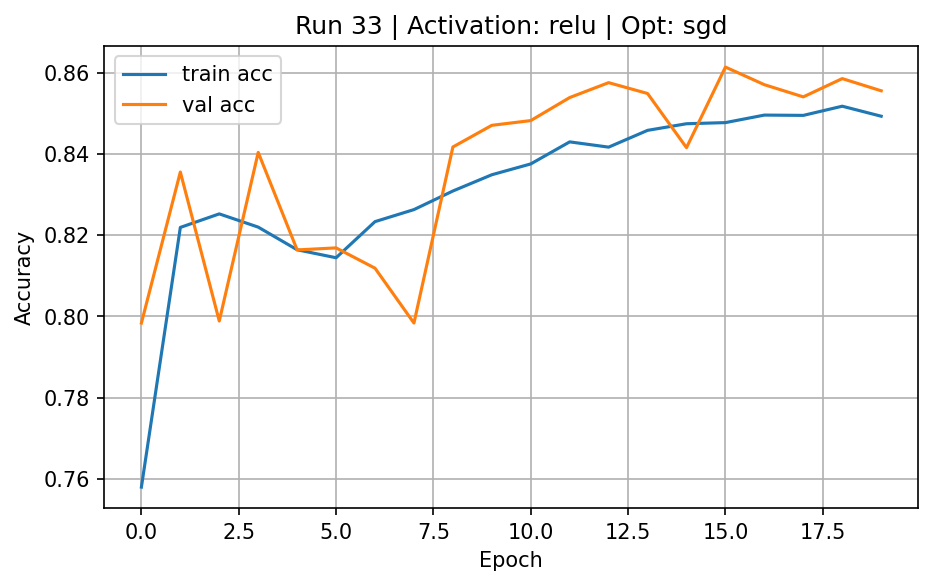 Run 33 | Activation: relu | Opt: sgd
train acc
val acc
0.86
0.84
0.82
0.80
0.78
0.76
Accuracy
0.0 2.5 5.0 7.5 10.0 12.5 15.0 17.5
Epoch